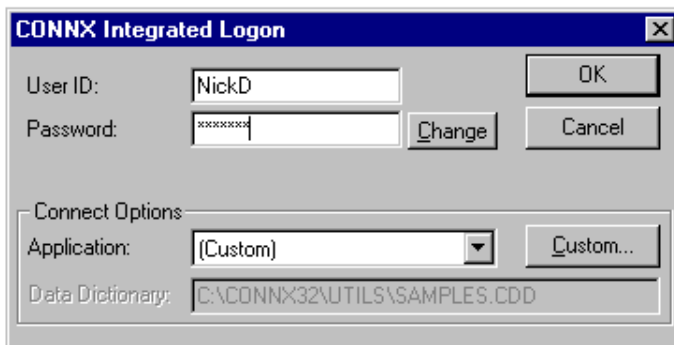 CONNX Integrated Logon
User ID: NickD OK
Password: ******* Change Cancel
Connect Options
Application: (Custom) Custom...
Data Dictionary: C:\CONNX32\UTILS\SAMPLES.CDD